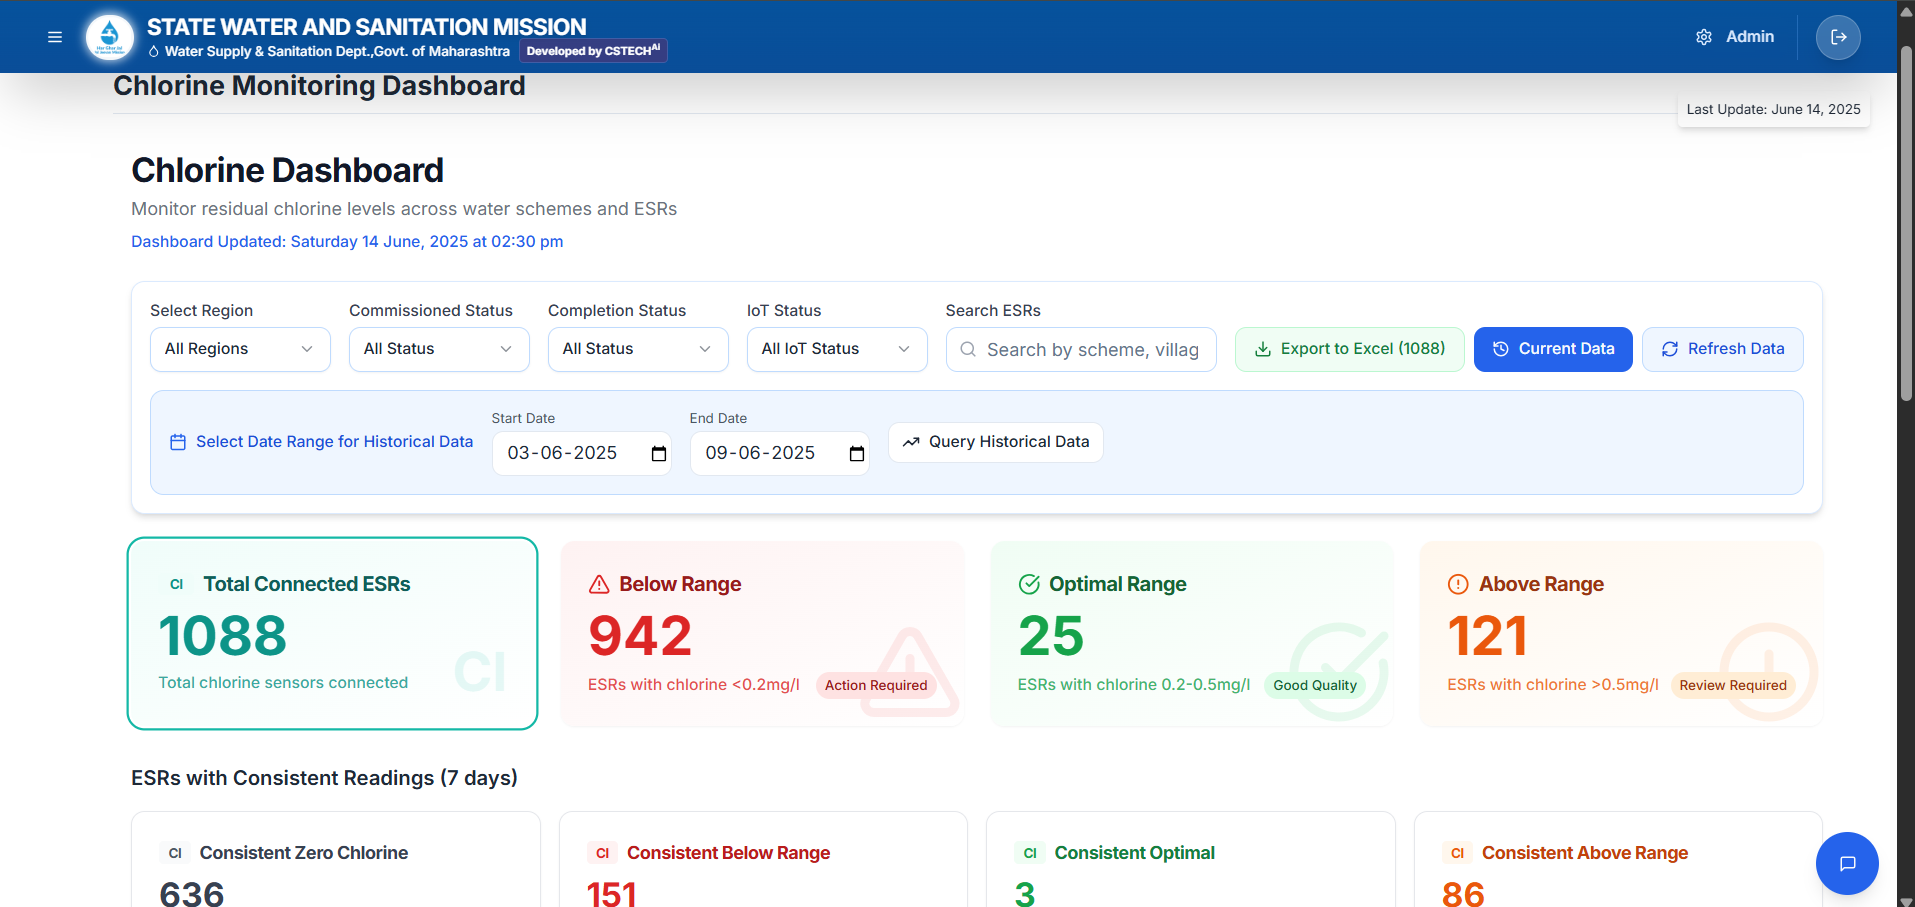 STATE WATER AND SANITATION MISSION
Water Supply & Sanitation Dept.,Govt. of Maharashtra
Developed by CSTECH AI
Admin
Chlorine Monitoring Dashboard
Last Update: June 14, 2025
Chlorine Dashboard
Monitor residual chlorine levels across water schemes and ESRs
Dashboard Updated: Saturday 14 June, 2025 at 02:30 pm
Select Region
All Regions
Commissioned Status
All Status
Completion Status
All Status
IoT Status
All IoT Status
Search ESRs
Search by scheme, villag
Export to Excel (1088)
Current Data
Refresh Data
Select Date Range for Historical Data
Start Date
03-06-2025
End Date
09-06-2025
Query Historical Data
Cl Total Connected ESRs
1088
Total chlorine sensors connected
Cl
Below Range
942
ESRs with chlorine <0.2mg/l
Action Required
Optimal Range
25
ESRs with chlorine 0.2-0.5mg/l
Good Quality
Above Range
121
ESRs with chlorine >0.5mg/l
Review Required
ESRs with Consistent Readings (7 days)
Cl Consistent Zero Chlorine
636
Cl Consistent Below Range
151
Cl Consistent Optimal
3
Cl Consistent Above Range
86